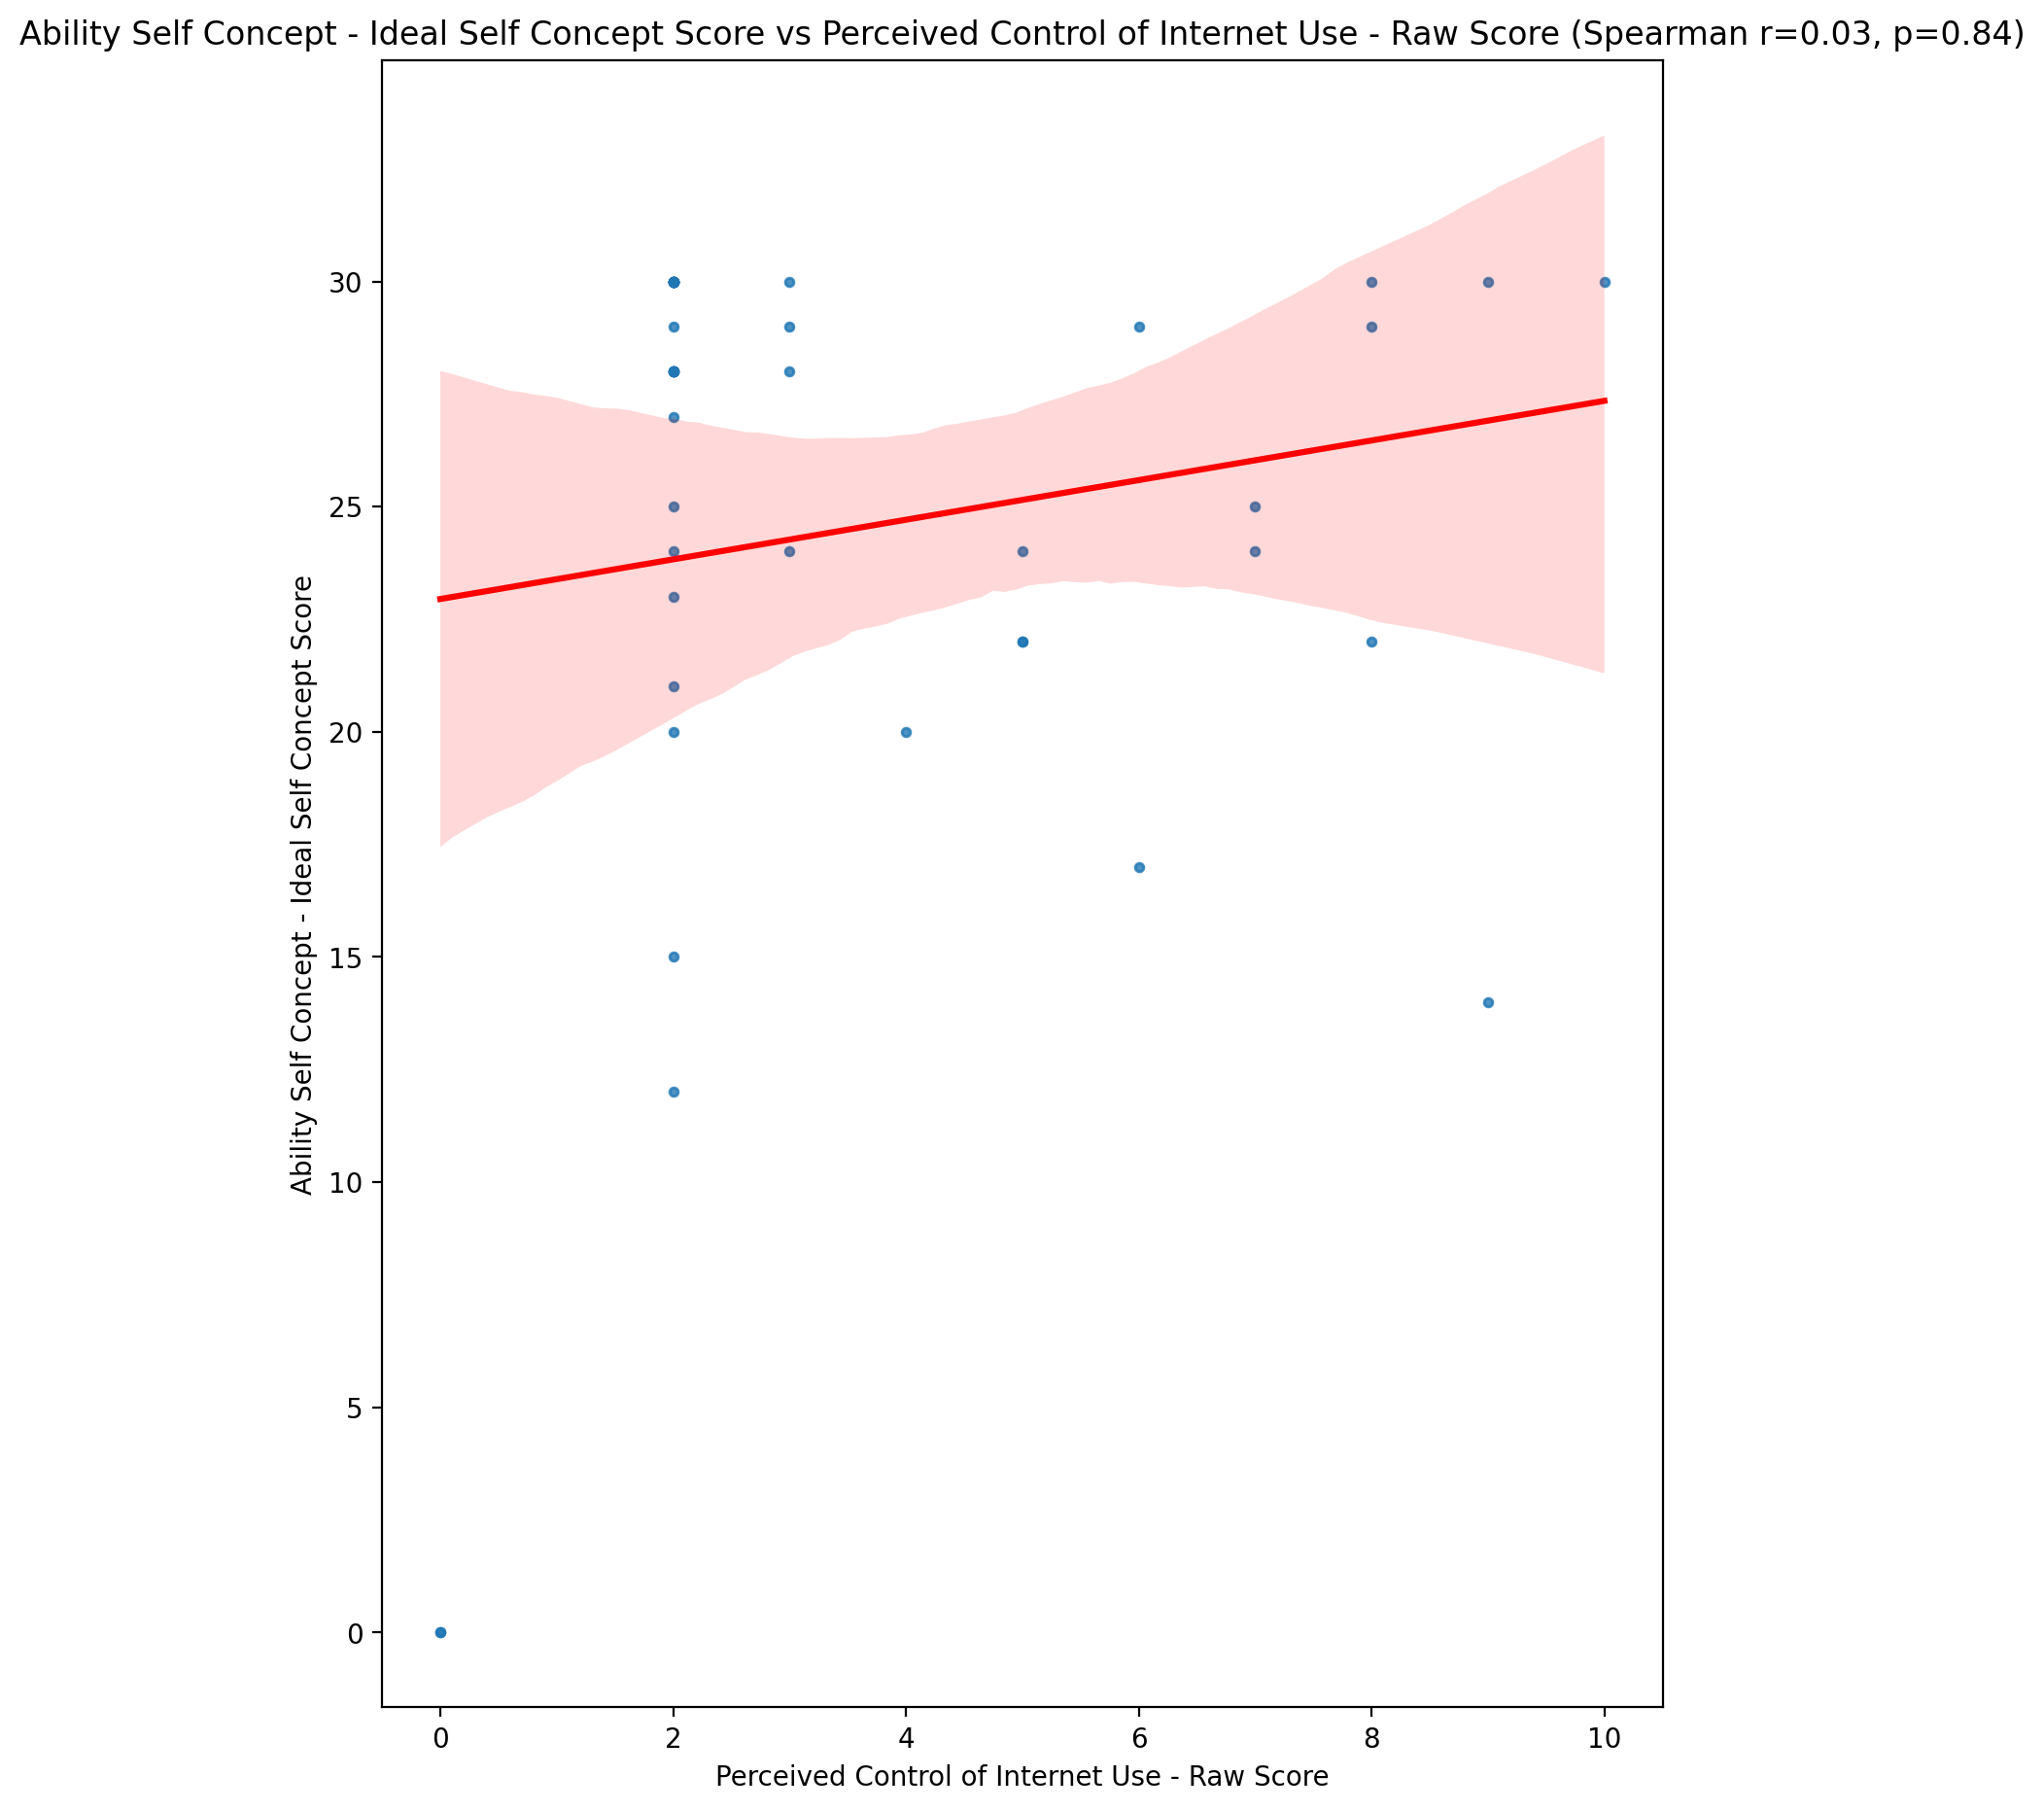 Ability Self Concept - Ideal Self Concept Score vs Perceived Control of Internet Use - Raw Score (Spearman r=0.03, p=0.84)
Ability Self Concept - Ideal Self Concept Score
30
25
20
15
10
5
0
0 2 4 6 8 10
Perceived Control of Internet Use - Raw Score